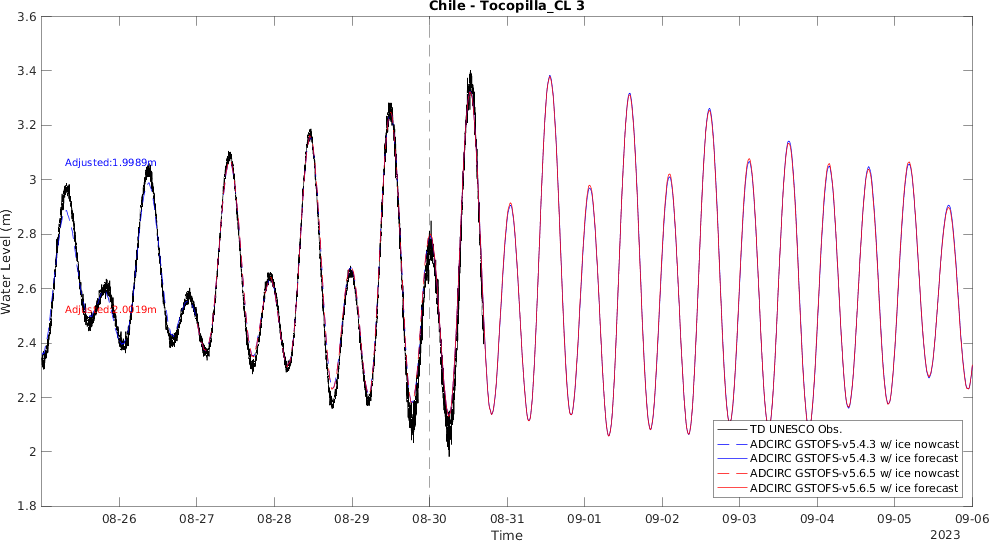 Chile - Tocopilla_CL 3
Water Level (m)
3.6
3.4
3.2
3
2.8
2.6
2.4
2.2
2
1.8
Adjusted:1.9989m
Adjusted:2.0019m
TD UNESCO Obs.
ADCIRC GSTOFS-v5.4.3 w/ ice nowcast
ADCIRC GSTOFS-v5.4.3 w/ ice forecast
ADCIRC GSTOFS-v5.6.5 w/ ice nowcast
ADCIRC GSTOFS-v5.6.5 w/ ice forecast
08-26 08-27 08-28 08-29 08-30 08-31 09-01 09-02 09-03 09-04 09-05 09-06
Time
2023